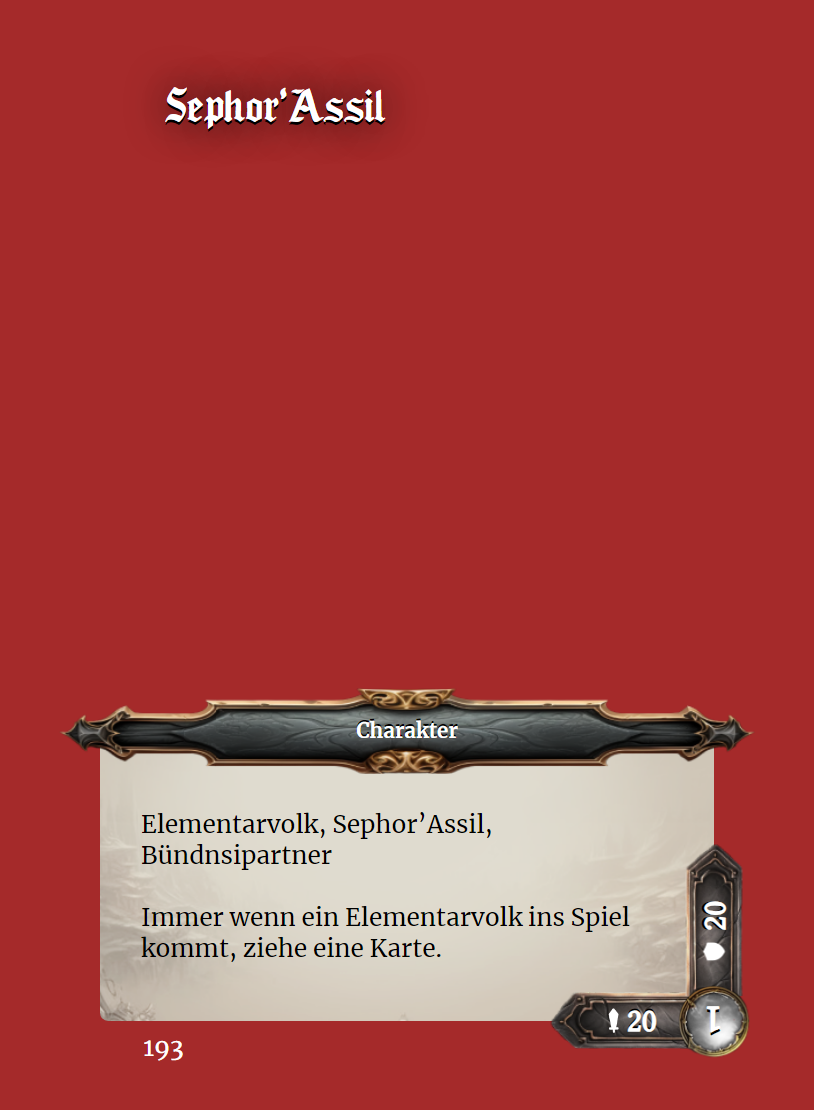 Sephor'Assil
Charakter
Elementarvolk, Sephor’Assil,
Bündnsipartner
Immer wenn ein Elementarvolk ins Spiel
kommt, ziehe eine Karte.
20
20
1
193